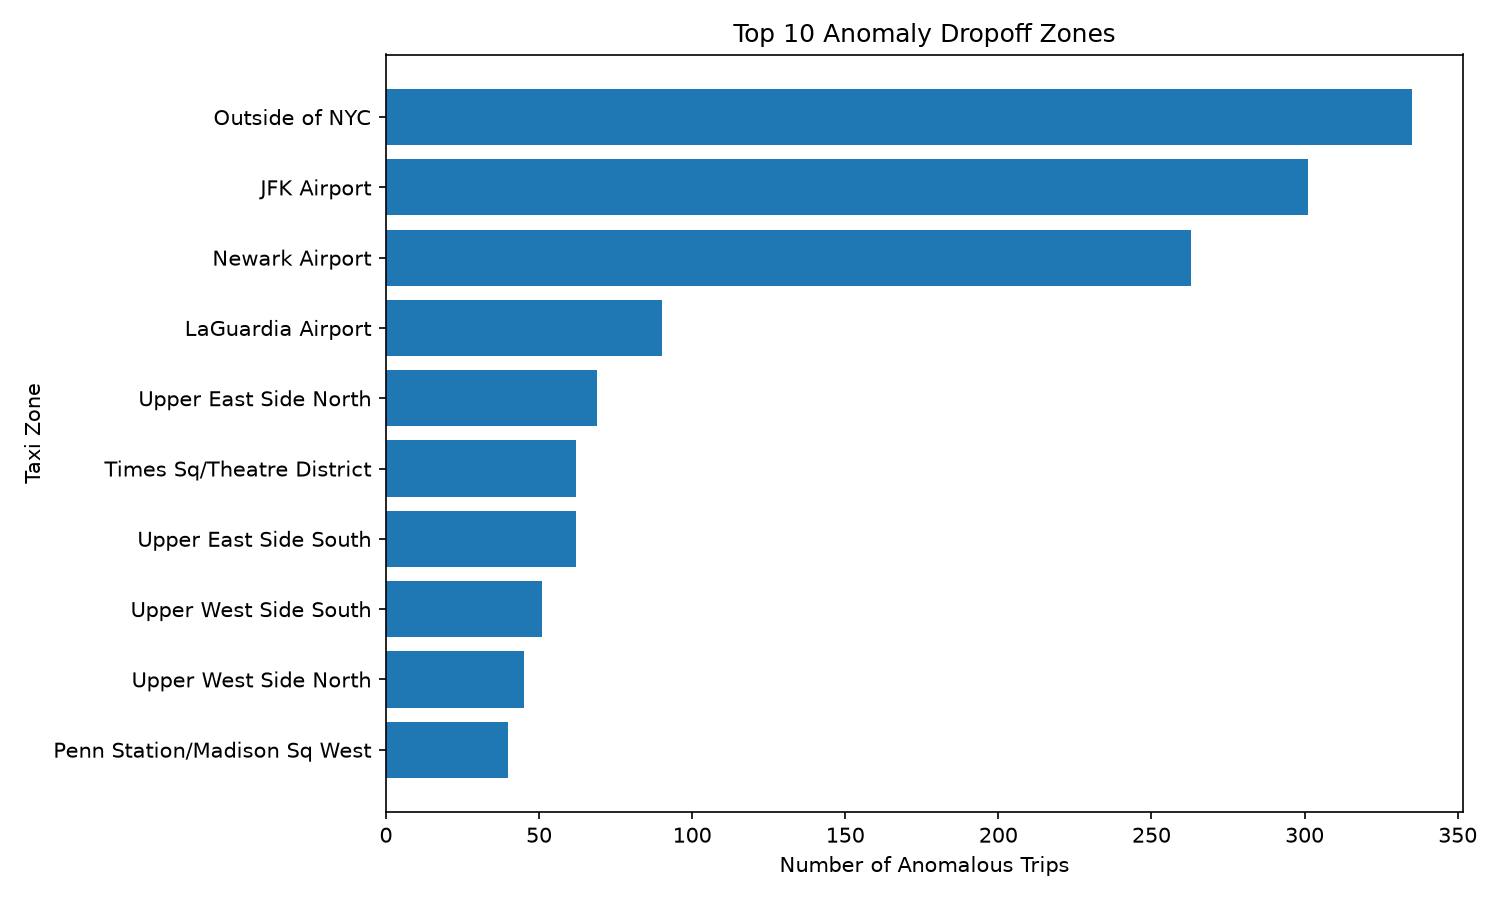 Top 10 Anomaly Dropoff Zones
Taxi Zone
Outside of NYC
JFK Airport
Newark Airport
LaGuardia Airport
Upper East Side North
Times Sq/Theatre District
Upper East Side South
Upper West Side South
Upper West Side North
Penn Station/Madison Sq West
0 50 100 150 200 250 300 350
Number of Anomalous Trips